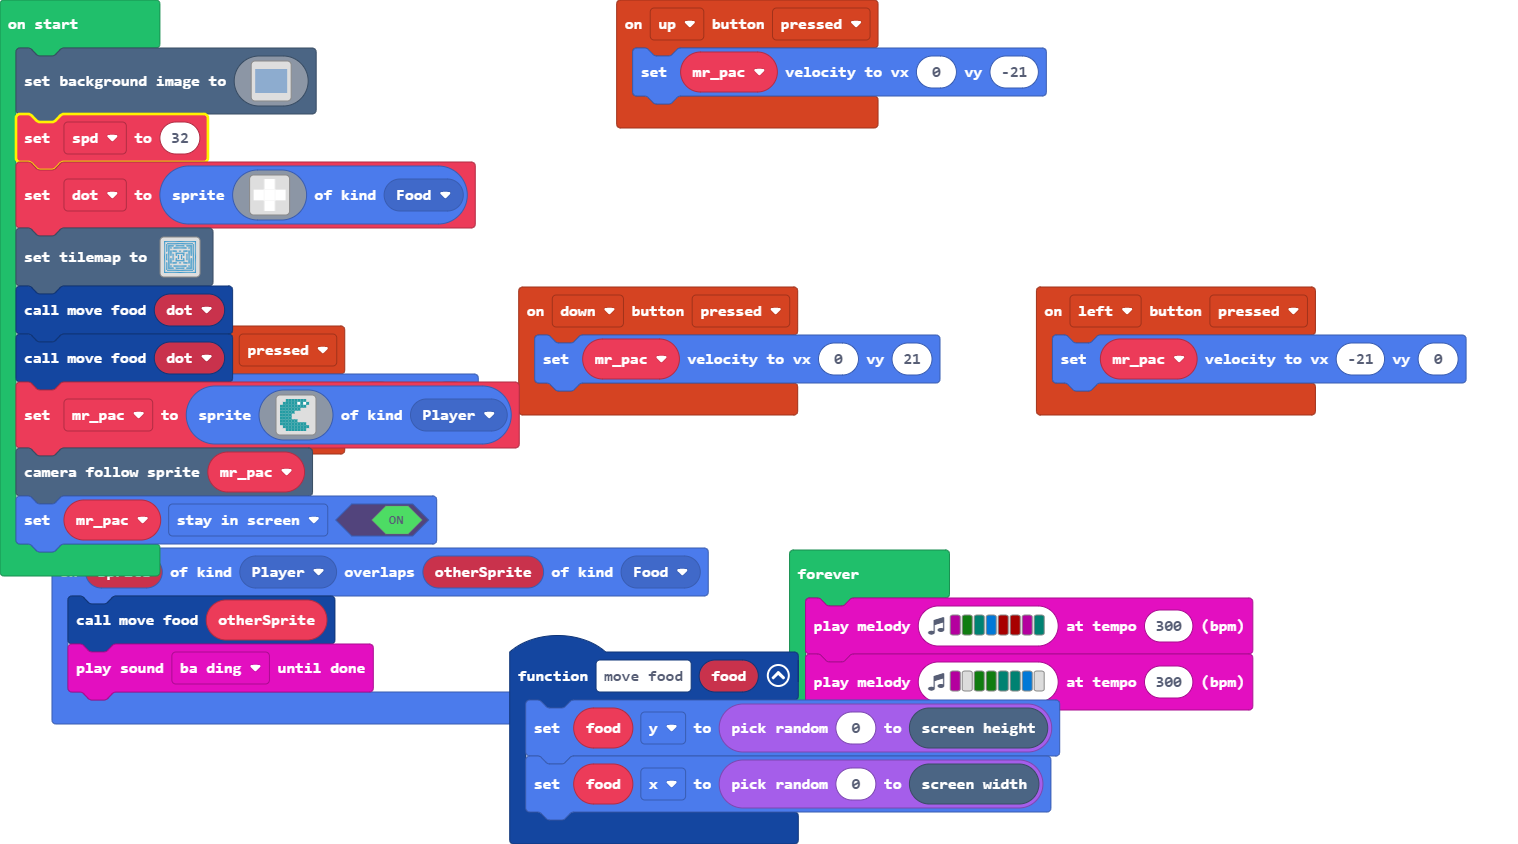 on start
set background image to
set spd to 32
set dot to sprite of kind Food
set tilemap to
call move food dot
call move food dot
set mr_pac to sprite of kind Player
camera follow sprite mr_pac
set mr_pac stay in screen ON
pressed
on up button pressed
set mr_pac velocity to vx 0 vy -21
on down button pressed
set mr_pac velocity to vx 0 vy 21
on left button pressed
set mr_pac velocity to vx -21 vy 0
of kind Player overlaps otherSprite of kind Food
call move food otherSprite
play sound ba ding until done
forever
play melody at tempo 300 (bpm)
play melody at tempo 300 (bpm)
function move food food
set food y to pick random 0 to screen height
set food x to pick random 0 to screen width